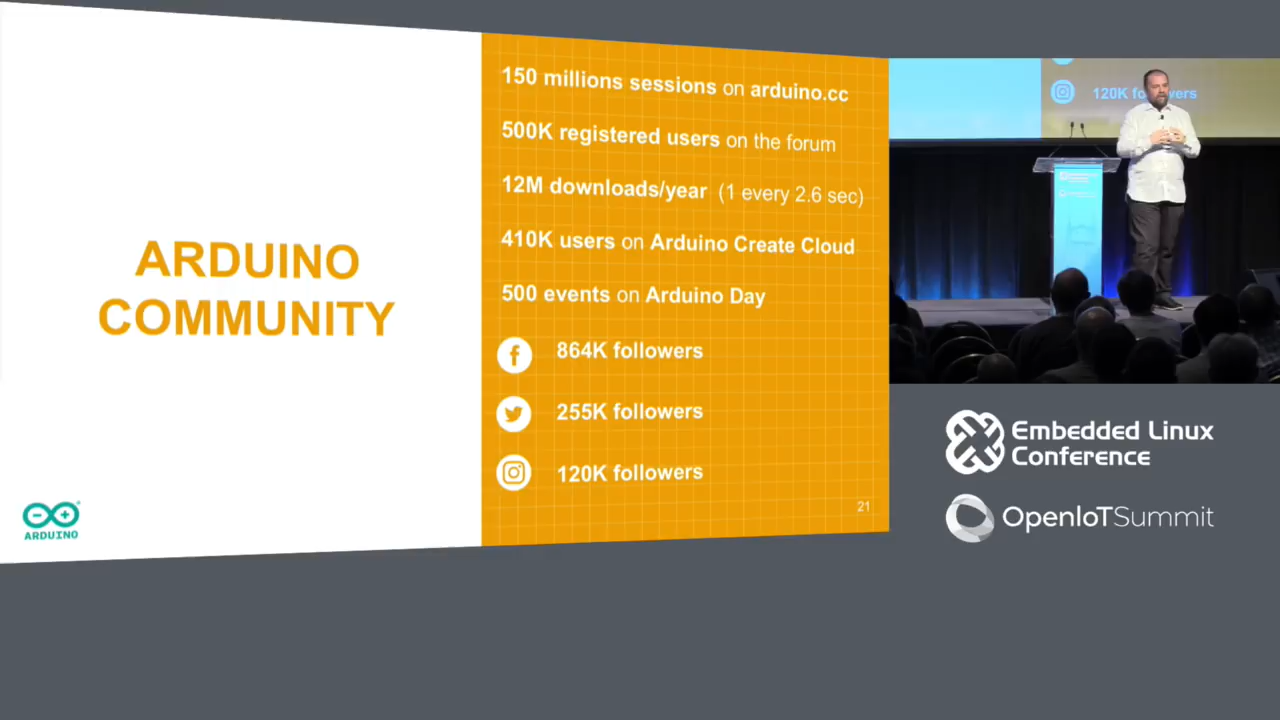 ARDUINO
COMMUNITY
150 millions sessions on arduino.cc
500K registered users on the forum
12M downloads/year (1 every 2.6 sec)
410K users on Arduino Create Cloud
500 events on Arduino Day
864K followers
255K followers
120K followers
21
ARDUINO
120K fo ers
Embedded Linux
Conference
OpenIoTSummit